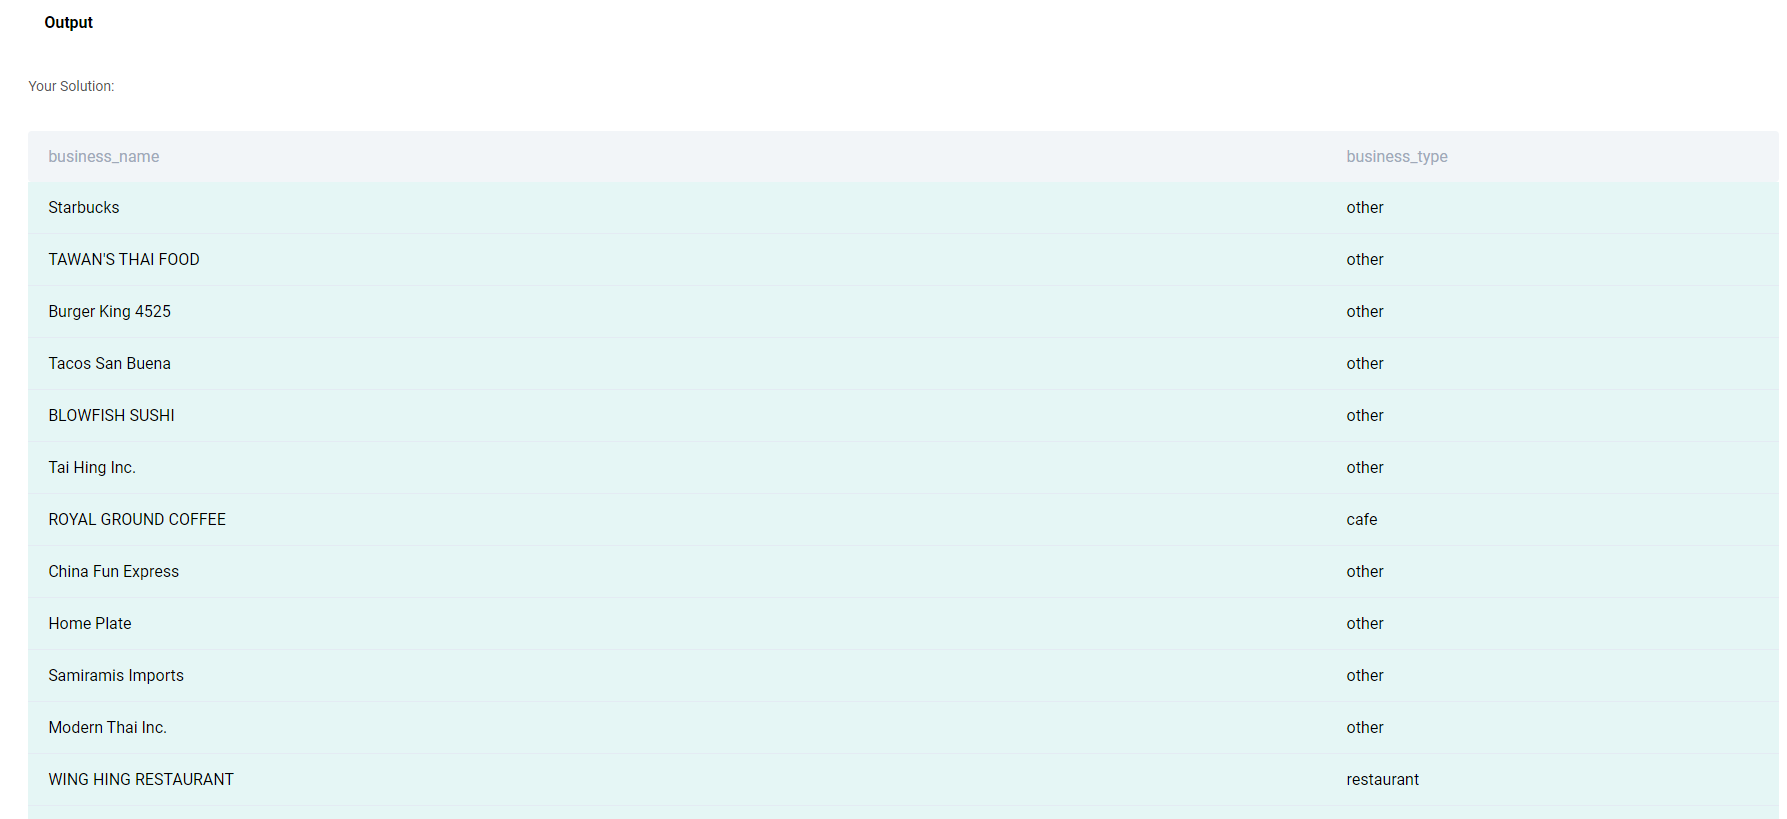 Output
Your Solution:
business_name business_type
Starbucks other
TAWAN'S THAI FOOD other
Burger King 4525 other
Tacos San Buena other
BLOWFISH SUSHI other
Tai Hing Inc. other
ROYAL GROUND COFFEE cafe
China Fun Express other
Home Plate other
Samiramis Imports other
Modern Thai Inc. other
WING HING RESTAURANT restaurant